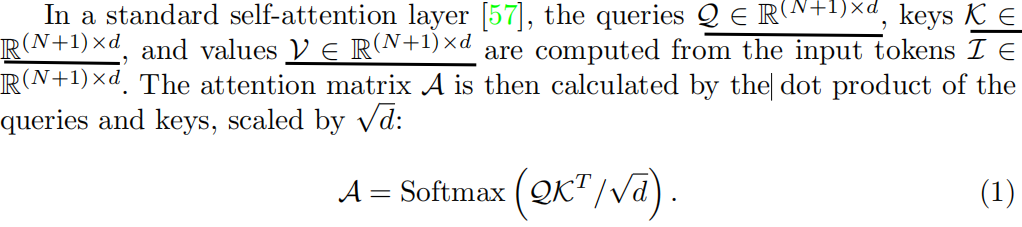 In a standard self-attention layer [57], the queries 𝒬 ∈ ℝ^(N+1)×d, keys 𝒦 ∈
ℝ^(N+1)×d, and values 𝒱 ∈ ℝ^(N+1)×d are computed from the input tokens ℐ ∈
ℝ^(N+1)×d. The attention matrix 𝒜 is then calculated by the dot product of the
queries and keys, scaled by √d:
𝒜 = Softmax (𝒬𝒦^T/√d). (1)